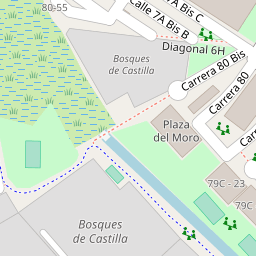 80-55
Calle 7A Bis C
Calle 7A Bis B
Diagonal 6H
Bosques
de Castilla
Carrera 80 Bis
Carrera 80
Plaza
del Moro
79C - 23
79C
Bosques
de Castilla